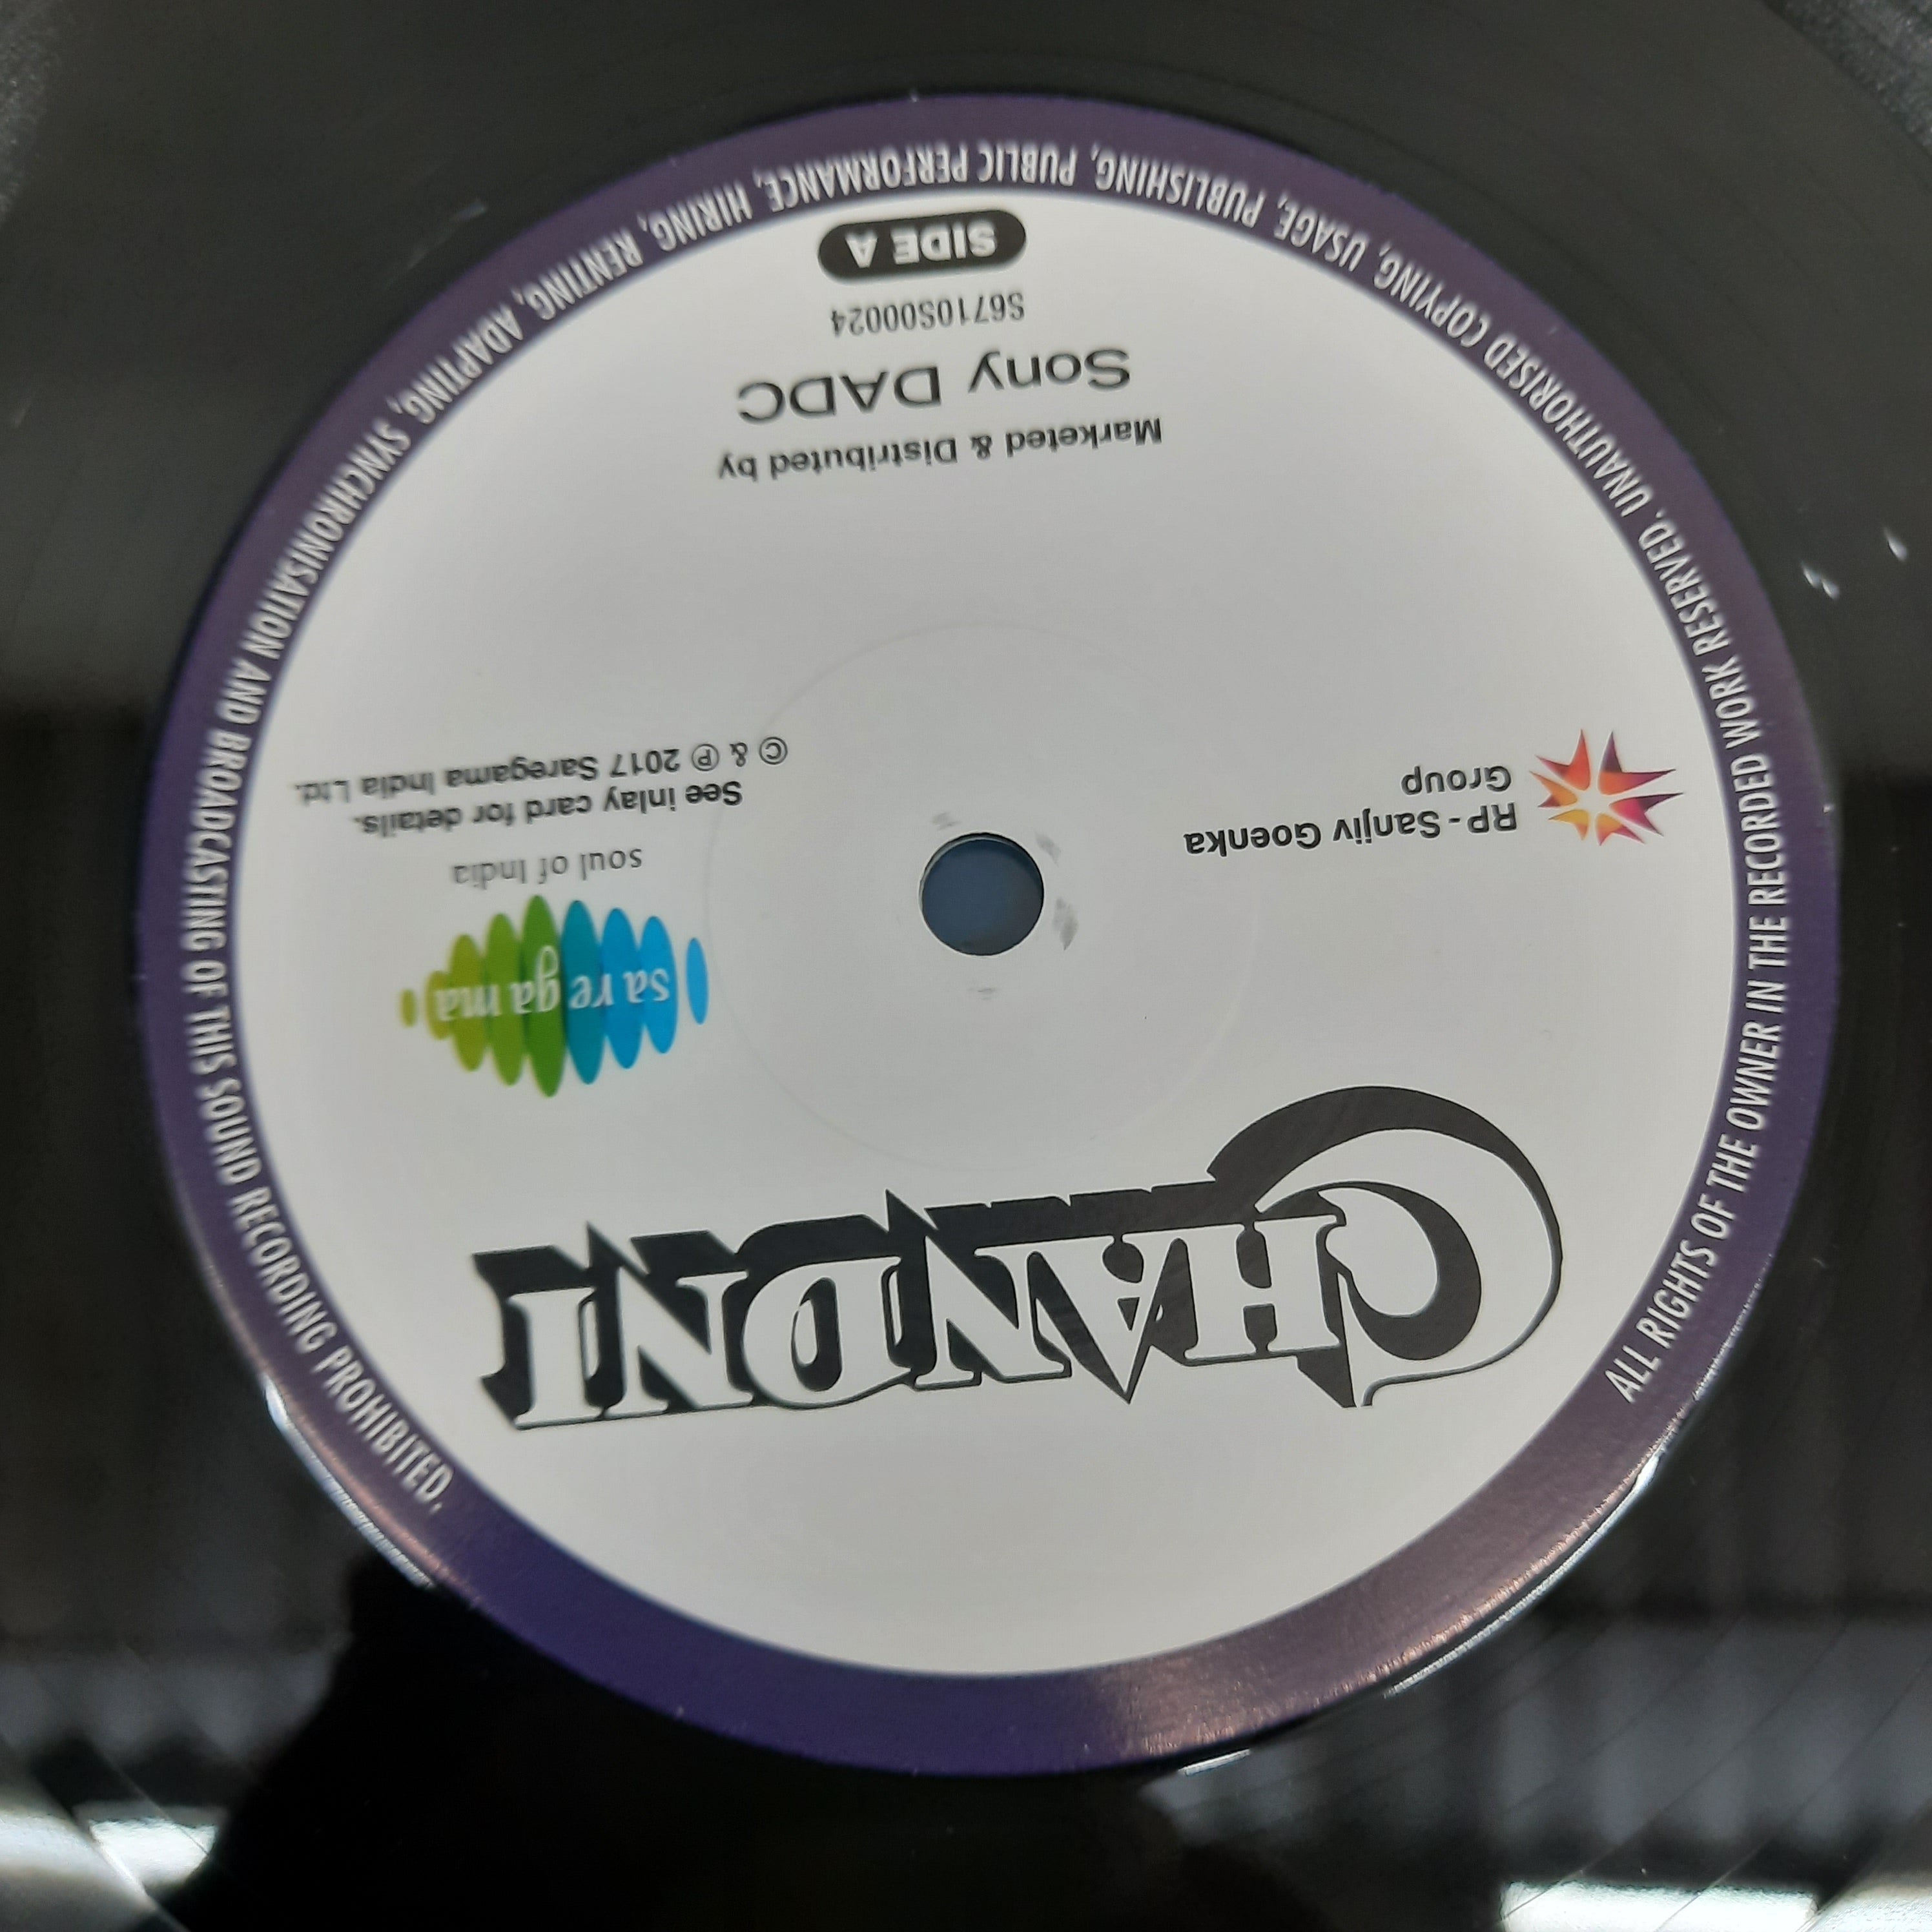 CHANDNI
RP - Sanjiv Goenka
Group
sa re ga ma
soul of India
See inlay card for details.
© & ℗ 2017 Saregama India Ltd.
Marketed & Distributed by
Sony DADC
S6710S00024
SIDE A
ALL RIGHTS OF THE OWNER IN THE RECORDED WORK RESERVED. UNAUTHORISED COPYING, USAGE, PUBLISHING, PUBLIC PERFORMANCE, HIRING, RENTING, ADAPTING, SYNCHRONISATION AND BROADCASTING OF THIS SOUND RECORDING PROHIBITED.